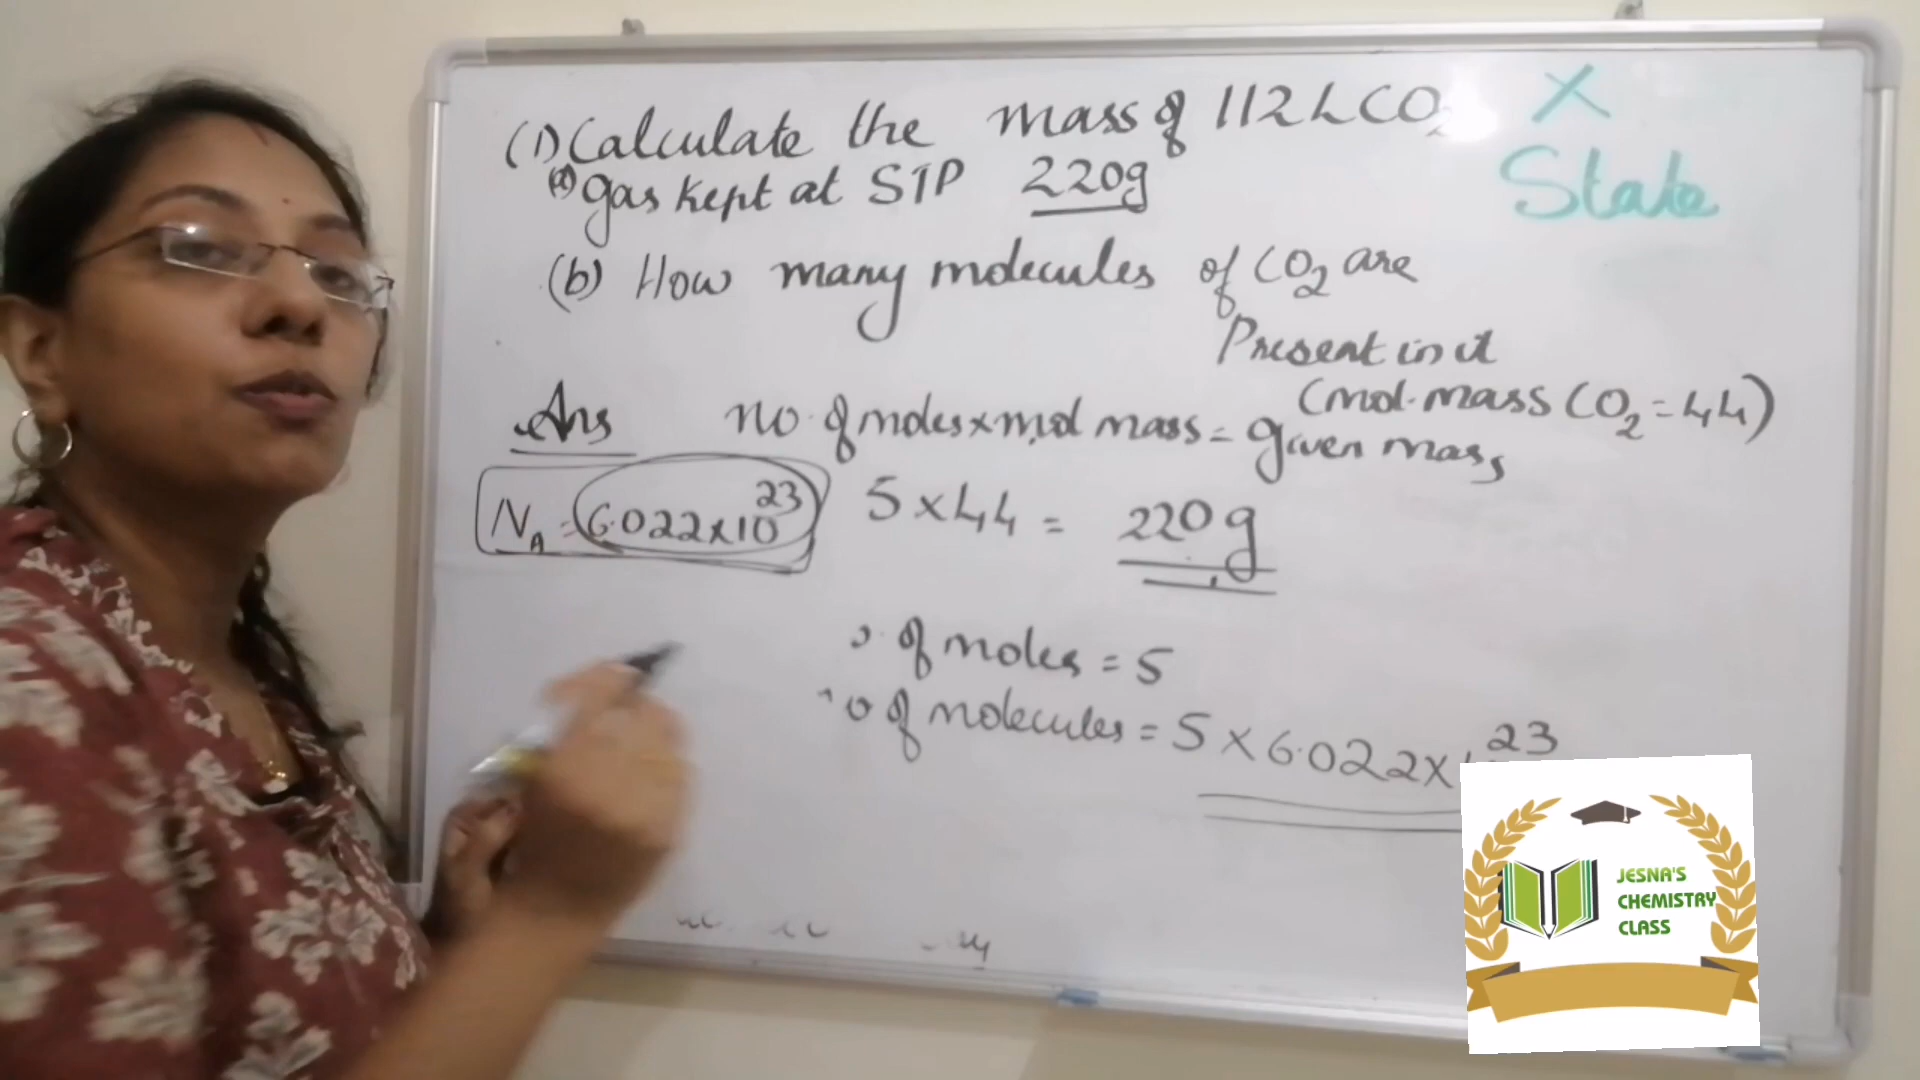 (1) Calculate the mass of 112L CO2
(a) gas kept at STP 220g
(b) How many molecules of CO2 are
Present in it
(mol. mass CO2 = 44)
X
State
Ans
no. of moles x mol mass = given mass
NA = 6.022x10^23
5 x 44 = 220g
of moles = 5
of molecules = 5 x 6.022 x 23
JESNA'S
CHEMISTRY
CLASS